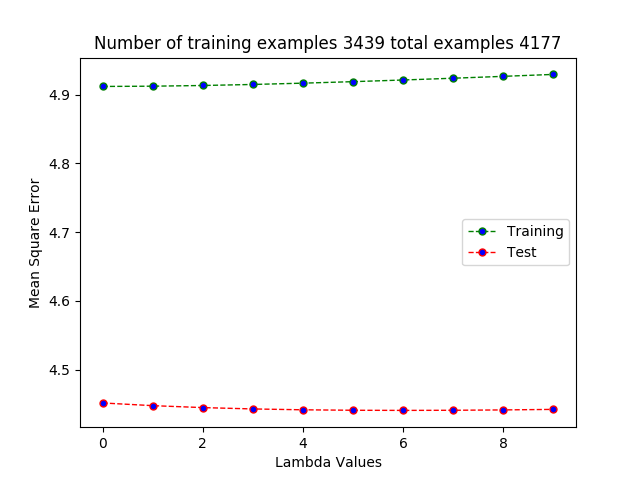 Number of training examples 3439 total examples 4177
4.9
4.8
4.7
4.6
4.5
Mean Square Error
Training
Test
0 2 4 6 8
Lambda Values